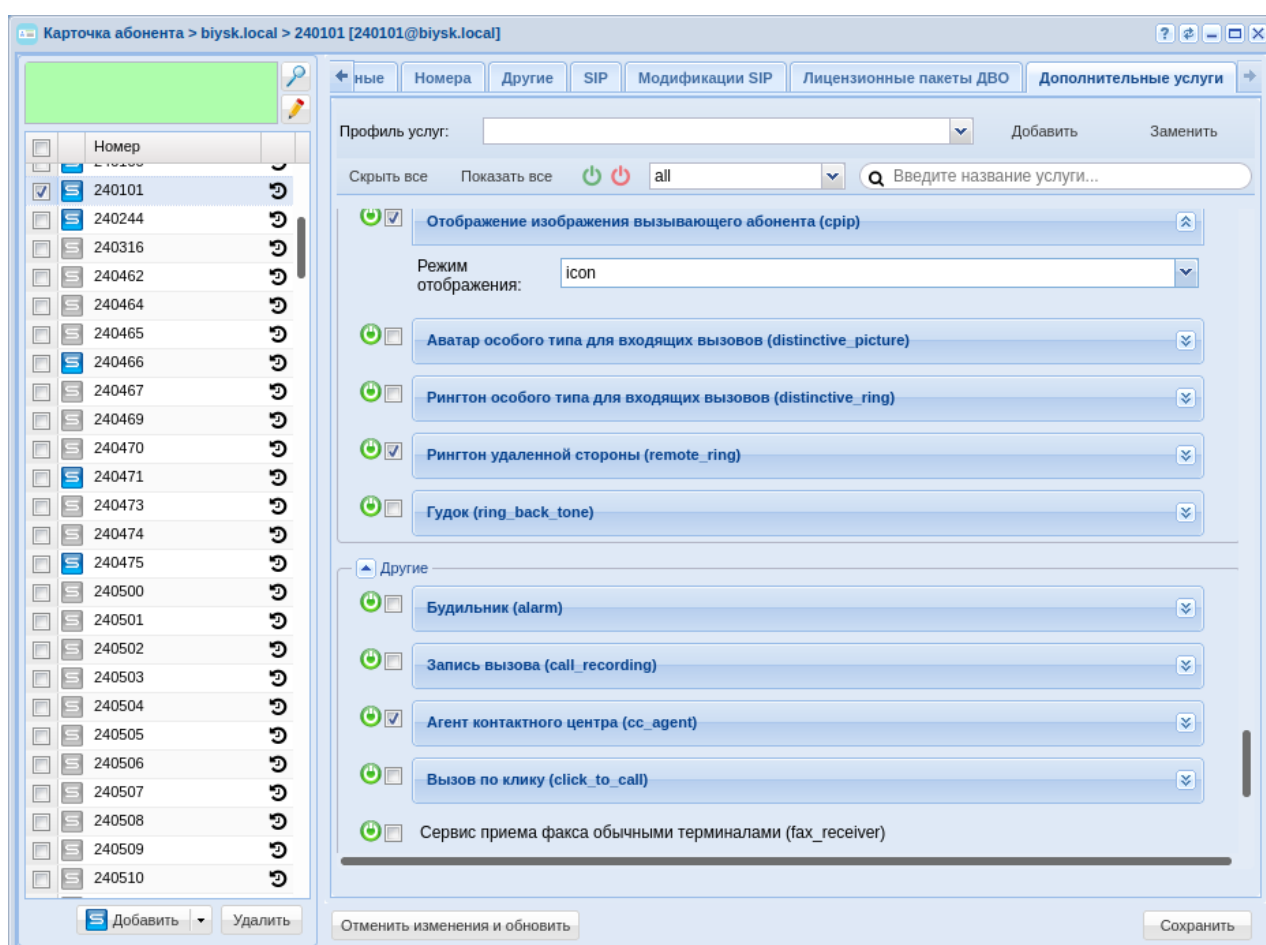 Карточка абонента > biysk.local > 240101 [240101@biysk.local]
ные Номера Другие SIP Модификации SIP Лицензионные пакеты ДВО Дополнительные услуги
Профиль услуг: Добавить Заменить
Скрыть все Показать все all Введите название услуги...
Номер
240101
240244
240316
240462
240464
240465
240466
240467
240469
240470
240471
240473
240474
240475
240500
240501
240502
240503
240504
240505
240506
240507
240508
240509
240510
Добавить Удалить
Отображение изображения вызывающего абонента (cpip)
Режим
отображения:
icon
Аватар особого типа для входящих вызовов (distinctive_picture)
Рингтон особого типа для входящих вызовов (distinctive_ring)
Рингтон удаленной стороны (remote_ring)
Гудок (ring_back_tone)
Другие
Будильник (alarm)
Запись вызова (call_recording)
Агент контактного центра (cc_agent)
Вызов по клику (click_to_call)
Сервис приема факса обычными терминалами (fax_receiver)
Отменить изменения и обновить Сохранить